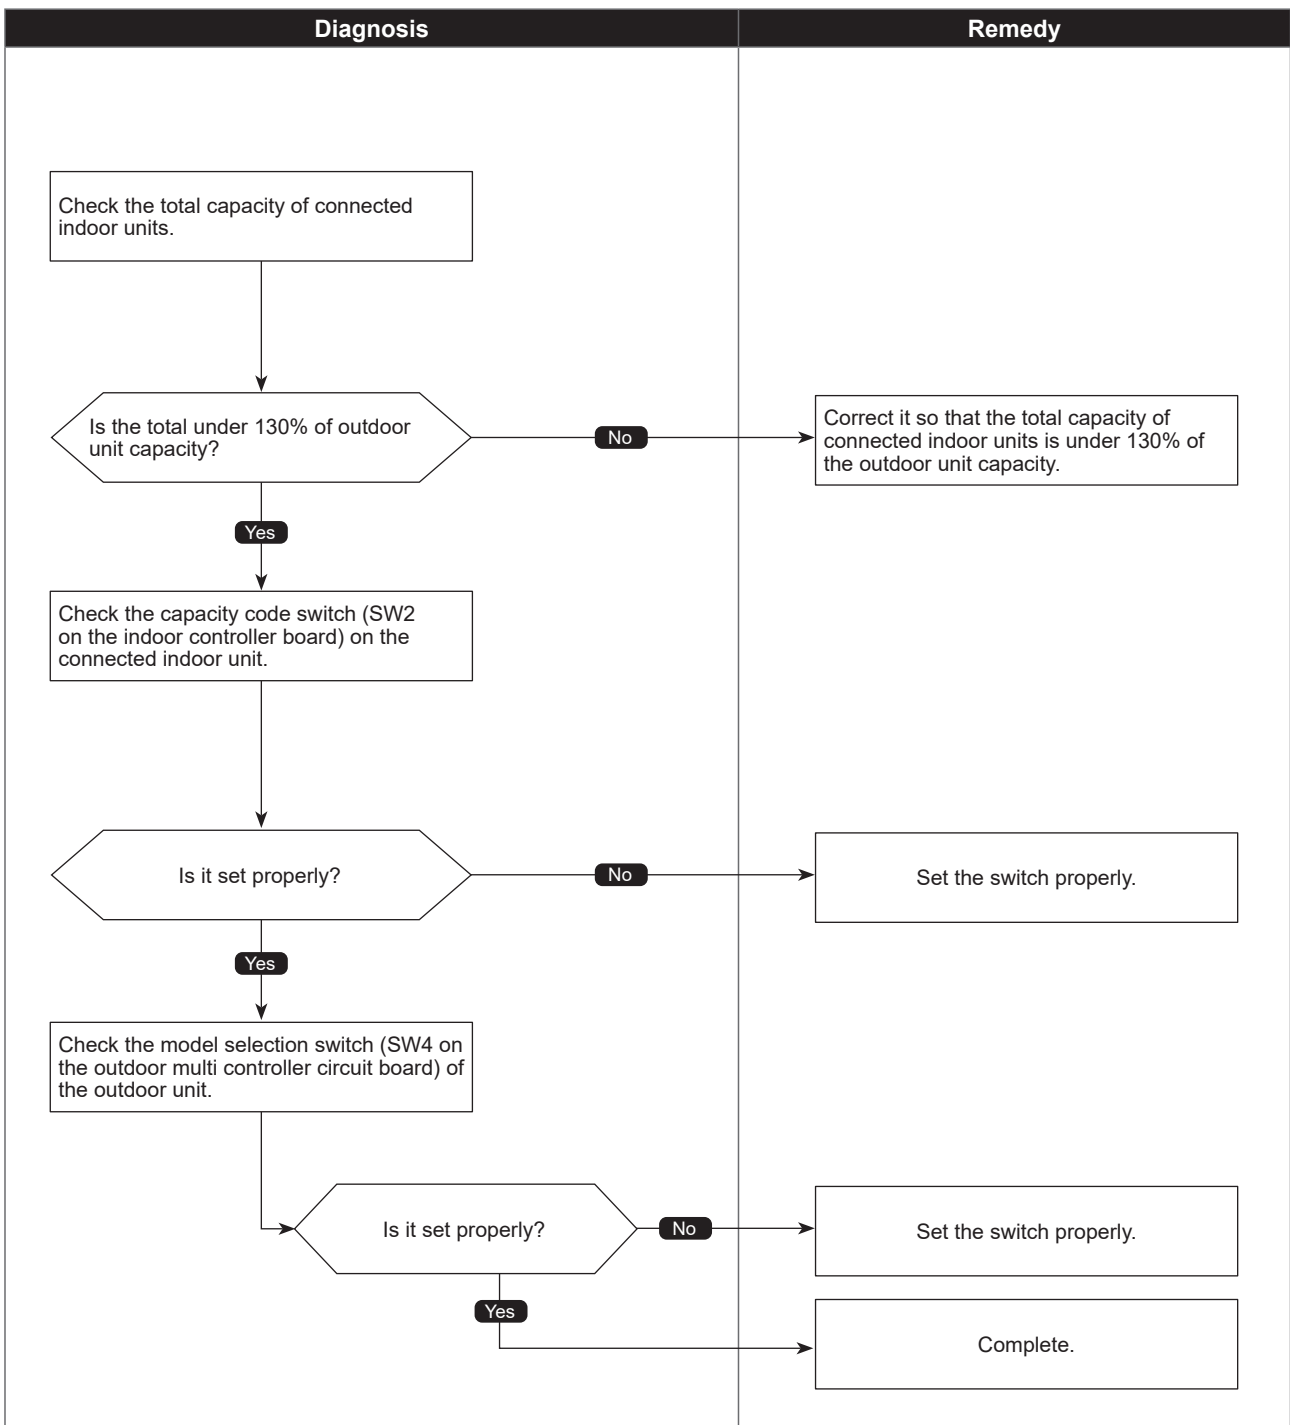 Diagnosis
Remedy
Check the total capacity of connected
indoor units.
Is the total under 130% of outdoor
unit capacity?
No
Correct it so that the total capacity of
connected indoor units is under 130% of
the outdoor unit capacity.
Yes
Check the capacity code switch (SW2
on the indoor controller board) on the
connected indoor unit.
Is it set properly?
No
Set the switch properly.
Yes
Check the model selection switch (SW4 on
the outdoor multi controller circuit board) of
the outdoor unit.
Is it set properly?
No
Set the switch properly.
Yes
Complete.